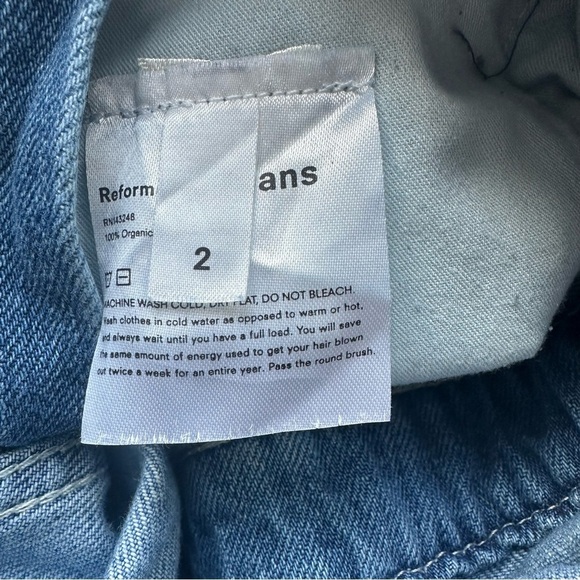 Reform ans
RN143248
100% Organic
2
MACHINE WASH COLD, DRY FLAT, DO NOT BLEACH.
Wash clothes in cold water as opposed to warm or hot,
and always wait until you have a full load. You will save
the same amount of energy used to get your hair blown
out twice a week for an entire year. Pass the round brush.